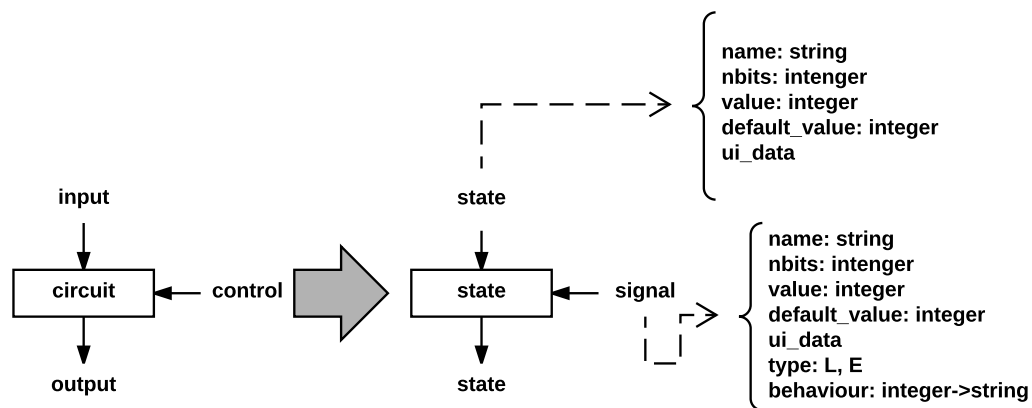 name: string
nbits: intenger
value: integer
default_value: integer
ui_data
input
state
name: string
nbits: intenger
value: integer
default_value: integer
ui_data
type: L, E
behaviour: integer->string
circuit
control
state
signal
output
state